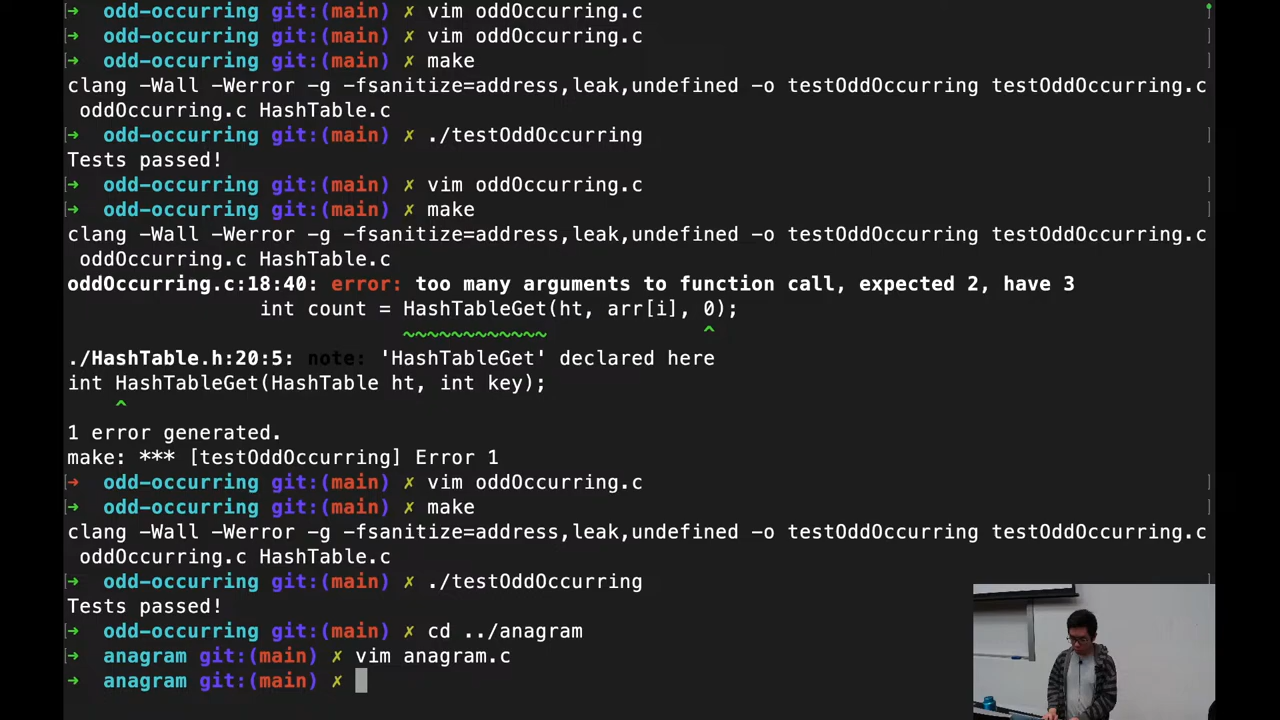 ➜  odd-occurring git:(main) ✗ vim oddOccurring.c
➜  odd-occurring git:(main) ✗ vim oddOccurring.c
➜  odd-occurring git:(main) ✗ make
clang -Wall -Werror -g -fsanitize=address,leak,undefined -o testOddOccurring testOddOccurring.c
 oddOccurring.c HashTable.c
➜  odd-occurring git:(main) ✗ ./testOddOccurring
Tests passed!
➜  odd-occurring git:(main) ✗ vim oddOccurring.c
➜  odd-occurring git:(main) ✗ make
clang -Wall -Werror -g -fsanitize=address,leak,undefined -o testOddOccurring testOddOccurring.c
 oddOccurring.c HashTable.c
oddOccurring.c:18:40: error: too many arguments to function call, expected 2, have 3
                int count = HashTableGet(ht, arr[i], 0);
                            ~~~~~~~~~~~~             ^
./HashTable.h:20:5: note: 'HashTableGet' declared here
int HashTableGet(HashTable ht, int key);
    ^
1 error generated.
make: *** [testOddOccurring] Error 1
➜  odd-occurring git:(main) ✗ vim oddOccurring.c
➜  odd-occurring git:(main) ✗ make
clang -Wall -Werror -g -fsanitize=address,leak,undefined -o testOddOccurring testOddOccurring.c
 oddOccurring.c HashTable.c
➜  odd-occurring git:(main) ✗ ./testOddOccurring
Tests passed!
➜  odd-occurring git:(main) ✗ cd ../anagram
➜  anagram git:(main) ✗ vim anagram.c
➜  anagram git:(main) ✗